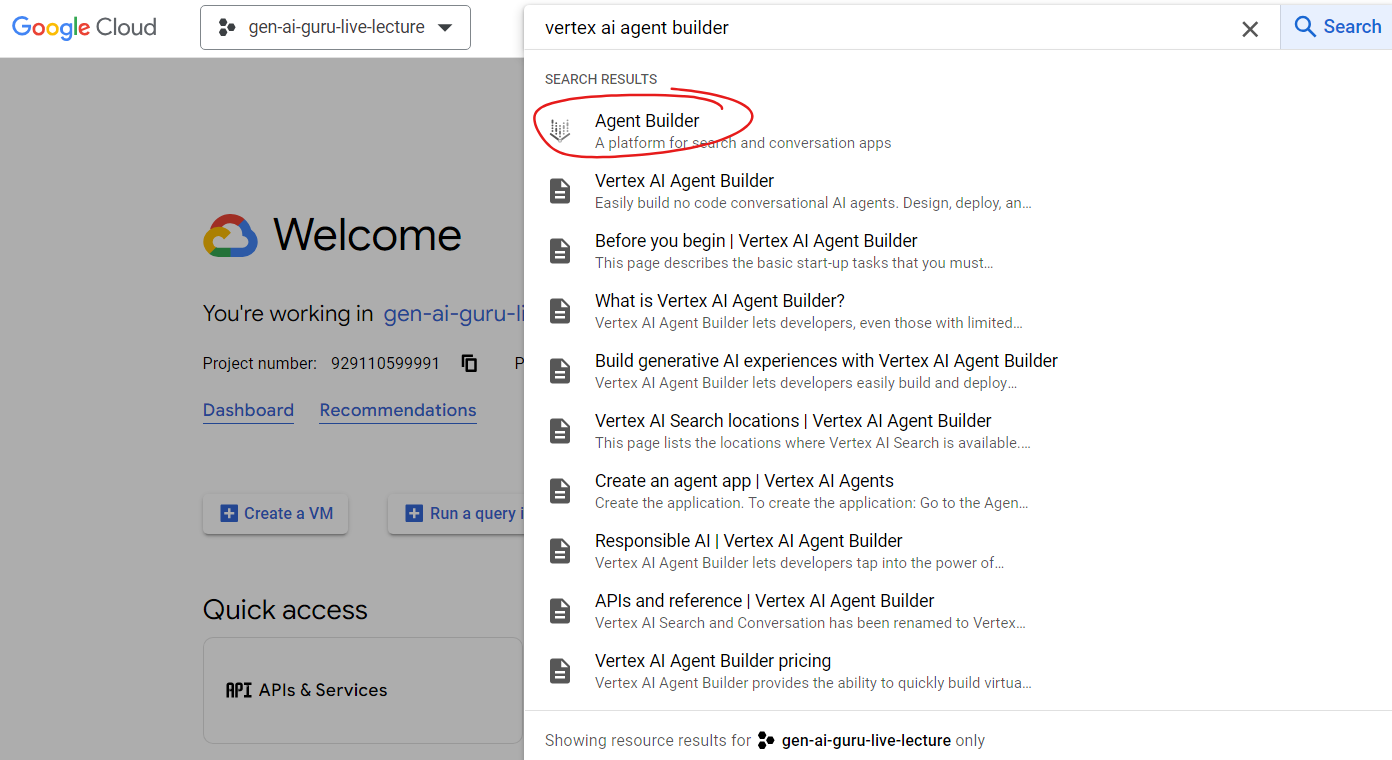 Google Cloud
gen-ai-guru-live-lecture
vertex ai agent builder
Search
SEARCH RESULTS
Agent Builder
A platform for search and conversation apps
Vertex AI Agent Builder
Easily build no code conversational AI agents. Design, deploy, an...
Before you begin | Vertex AI Agent Builder
This page describes the basic start-up tasks that you must...
What is Vertex AI Agent Builder?
Vertex AI Agent Builder lets developers, even those with limited...
Build generative AI experiences with Vertex AI Agent Builder
Vertex AI Agent Builder lets developers easily build and deploy...
Vertex AI Search locations | Vertex AI Agent Builder
This page lists the locations where Vertex AI Search is available....
Create an agent app | Vertex AI Agents
Create the application. To create the application: Go to the Agen...
Responsible AI | Vertex AI Agent Builder
Vertex AI Agent Builder lets developers tap into the power of...
APIs and reference | Vertex AI Agent Builder
Vertex AI Search and Conversation has been renamed to Vertex...
Vertex AI Agent Builder pricing
Vertex AI Agent Builder provides the ability to quickly build virtua...
Showing resource results for gen-ai-guru-live-lecture only
Welcome
You're working in gen-ai-guru-li
Project number: 929110599991 P
Dashboard Recommendations
Create a VM Run a query i
Quick access
API APIs & Services